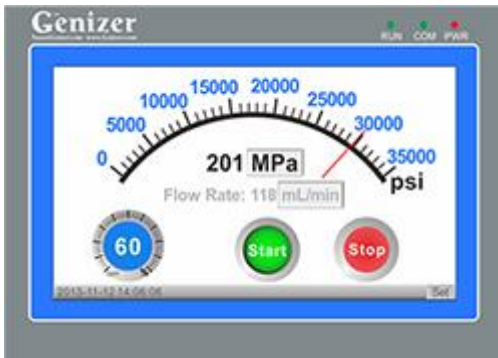 Genizer
RUN COM PWR
0 5000 10000 15000 20000 25000 30000 35000
psi
201 MPa
Flow Rate: 118 mL/min
60
Start
Stop
2013-11-12 14:06:06
Set